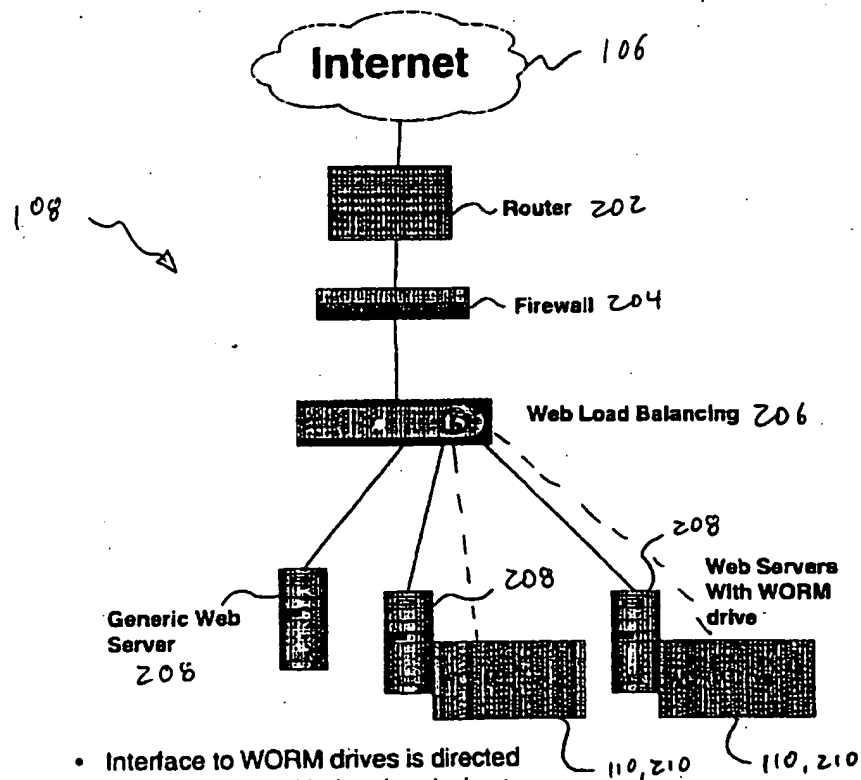 Internet
106
108
Router 202
Firewall 204
Web Load Balancing 206
208
208
Web Servers
With WORM
drive
Generic Web
Server
208
110, 210
110, 210
• Interface to WORM drives is directed